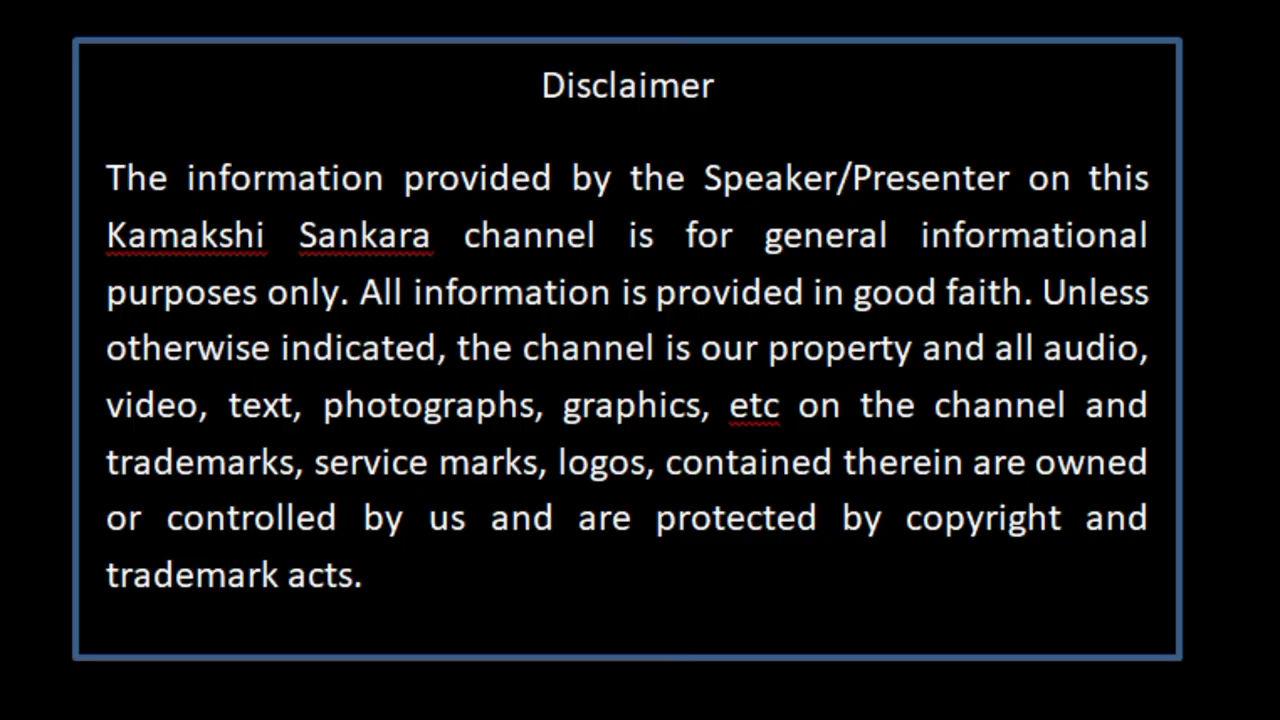 Disclaimer
The information provided by the Speaker/Presenter on this
Kamakshi Sankara channel is for general informational
purposes only. All information is provided in good faith. Unless
otherwise indicated, the channel is our property and all audio,
video, text, photographs, graphics, etc on the channel and
trademarks, service marks, logos, contained therein are owned
or controlled by us and are protected by copyright and
trademark acts.